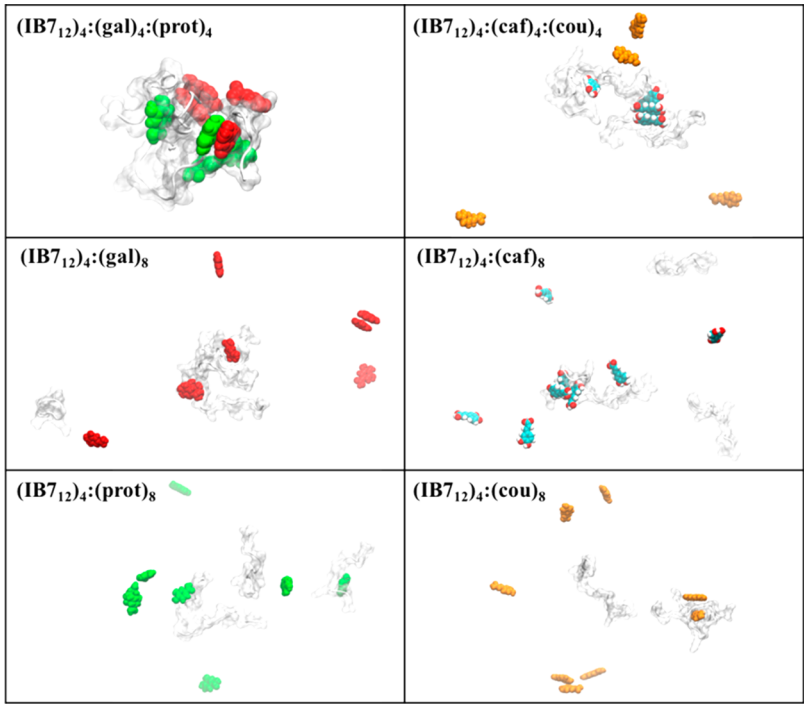 (IB7₁₂)₄:(gal)₄:(prot)₄
(IB7₁₂)₄:(caf)₄:(cou)₄
(IB7₁₂)₄:(gal)₈
(IB7₁₂)₄:(caf)₈
(IB7₁₂)₄:(prot)₈
(IB7₁₂)₄:(cou)₈